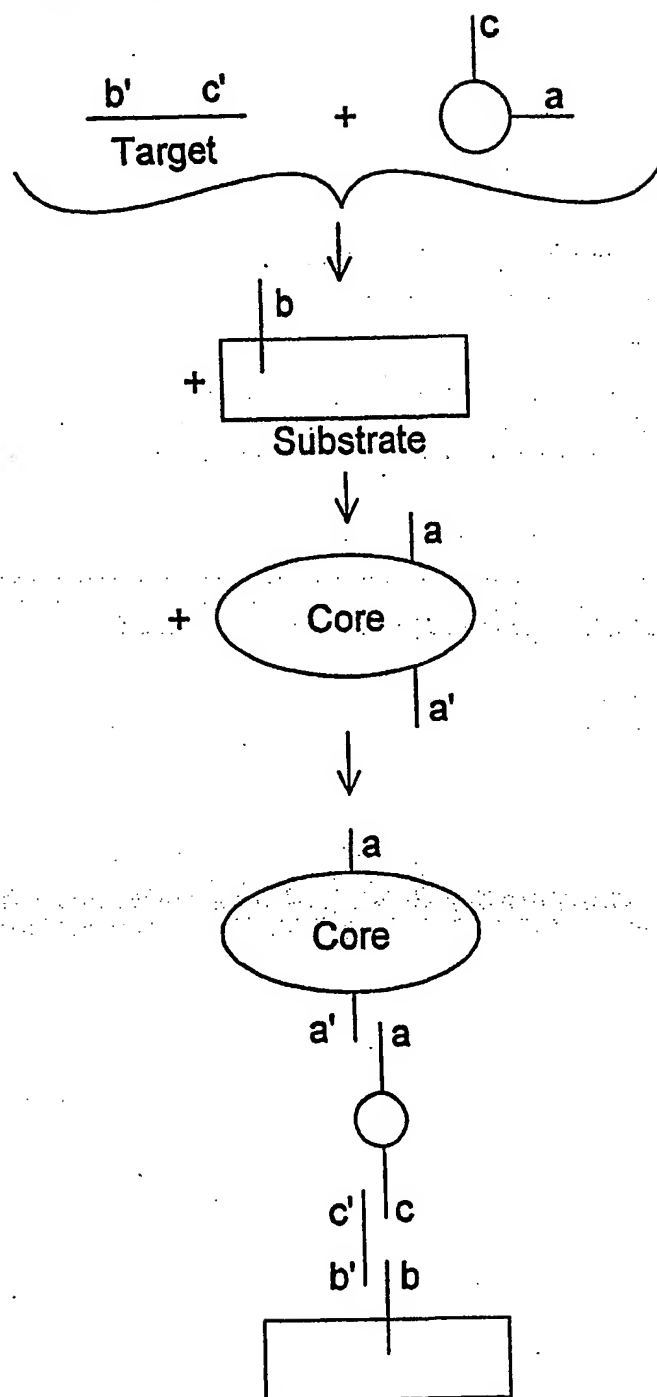 c
b' c' + a
Target
b
+
Substrate
a
+ Core
a'
a
Core
a' a
c' c
b' b